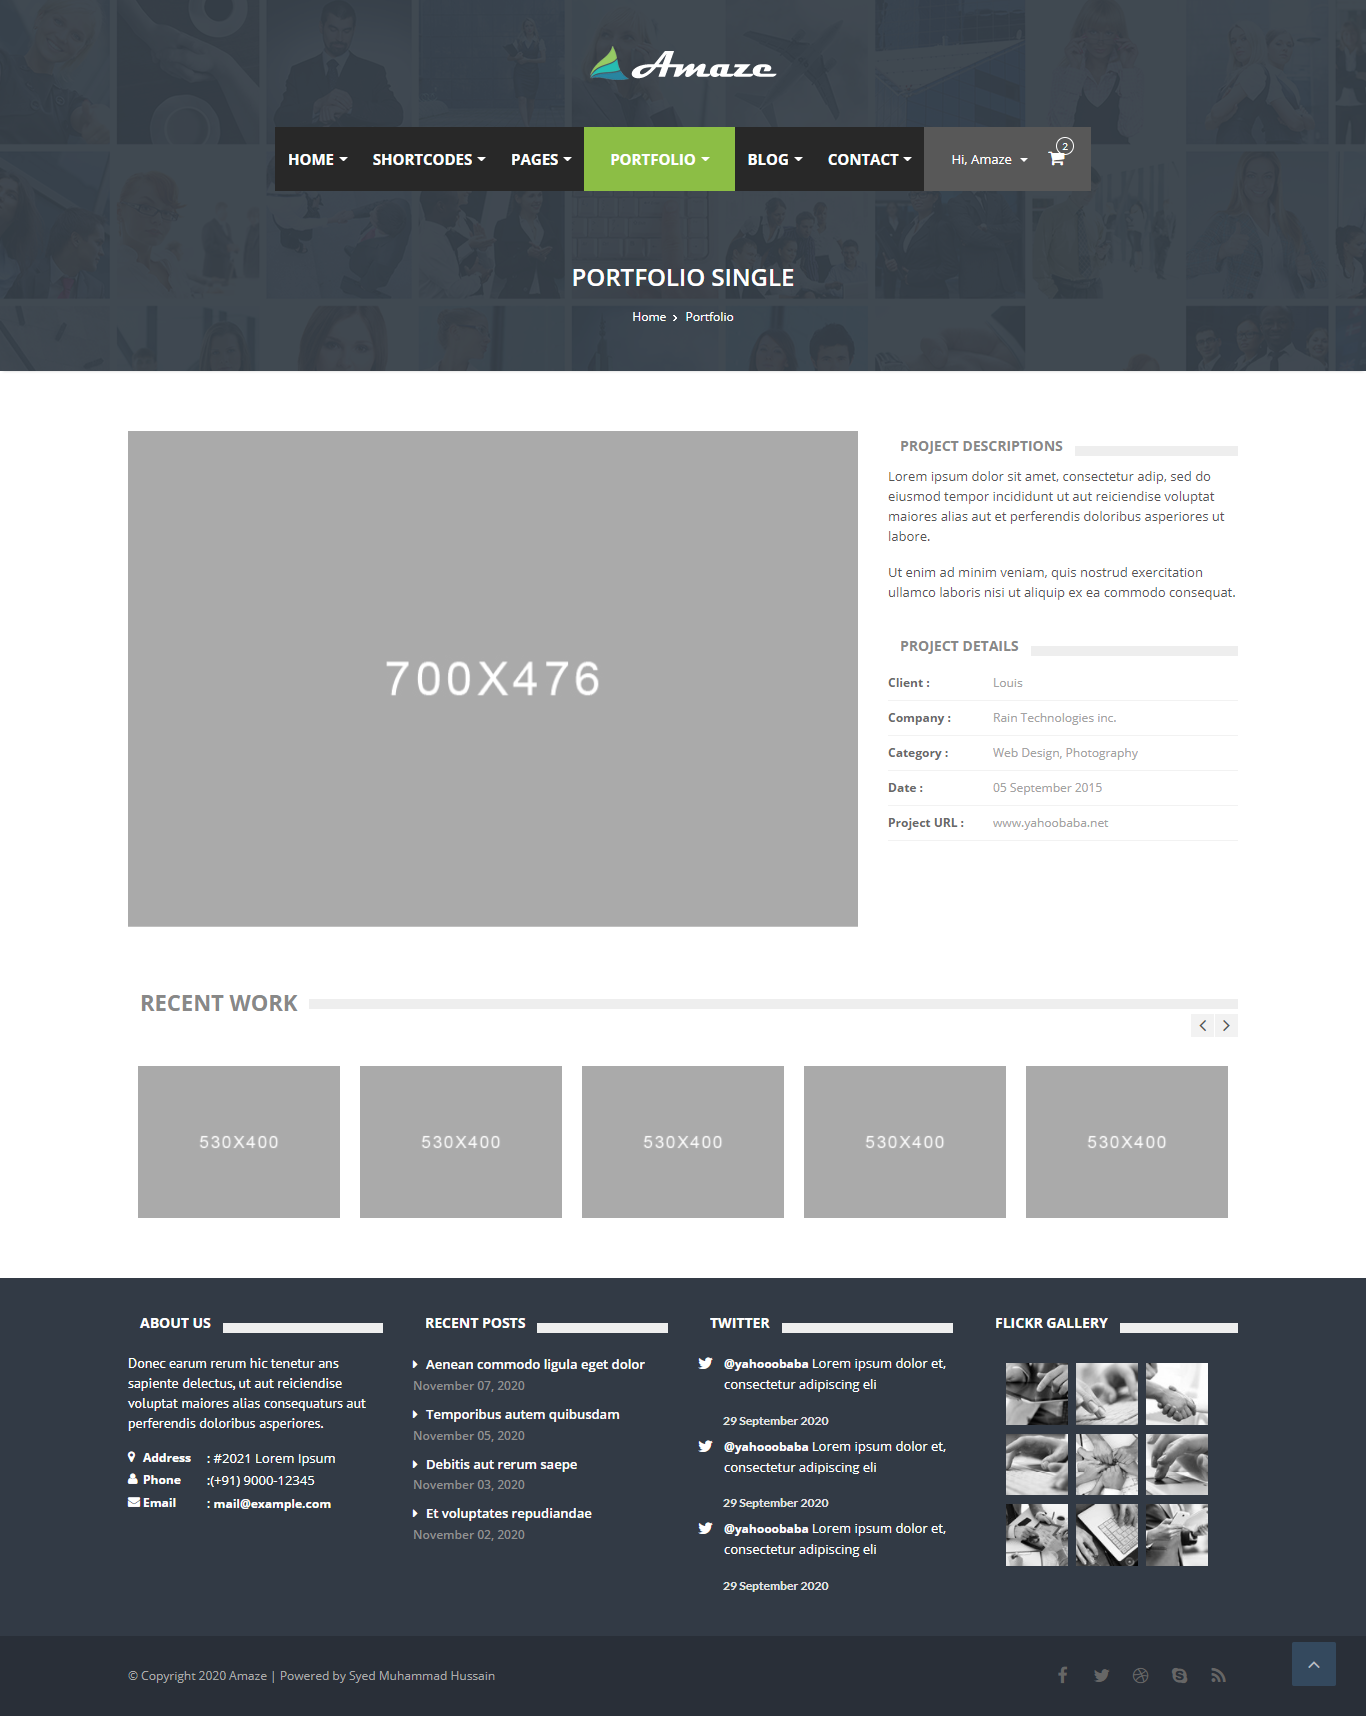 Amaze
HOME SHORTCODES PAGES PORTFOLIO BLOG CONTACT Hi, Amaze 2
PORTFOLIO SINGLE
Home Portfolio
700X476
PROJECT DESCRIPTIONS
Lorem ipsum dolor sit amet, consectetur adip, sed do
eiusmod tempor incididunt ut aut reiciendise voluptat
maiores alias aut et perferendis doloribus asperiores ut
labore.
Ut enim ad minim veniam, quis nostrud exercitation
ullamco laboris nisi ut aliquip ex ea commodo consequat.
PROJECT DETAILS
Client : Louis
Company : Rain Technologies inc.
Category : Web Design, Photography
Date : 05 September 2015
Project URL : www.yahoobaba.net
RECENT WORK
530X400 530X400 530X400 530X400 530X400
ABOUT US
Donec earum rerum hic tenetur ans
sapiente delectus, ut aut reiciendise
voluptat maiores alias consequaturs aut
perferendis doloribus asperiores.
Address : #2021 Lorem Ipsum
Phone :(+91) 9000-12345
Email : mail@example.com
RECENT POSTS
Aenean commodo ligula eget dolor
November 07, 2020
Temporibus autem quibusdam
November 05, 2020
Debitis aut rerum saepe
November 03, 2020
Et voluptates repudiandae
November 02, 2020
TWITTER
@yahooobaba Lorem ipsum dolor et,
consectetur adipiscing eli
29 September 2020
@yahooobaba Lorem ipsum dolor et,
consectetur adipiscing eli
29 September 2020
@yahooobaba Lorem ipsum dolor et,
consectetur adipiscing eli
29 September 2020
FLICKR GALLERY
© Copyright 2020 Amaze | Powered by Syed Muhammad Hussain